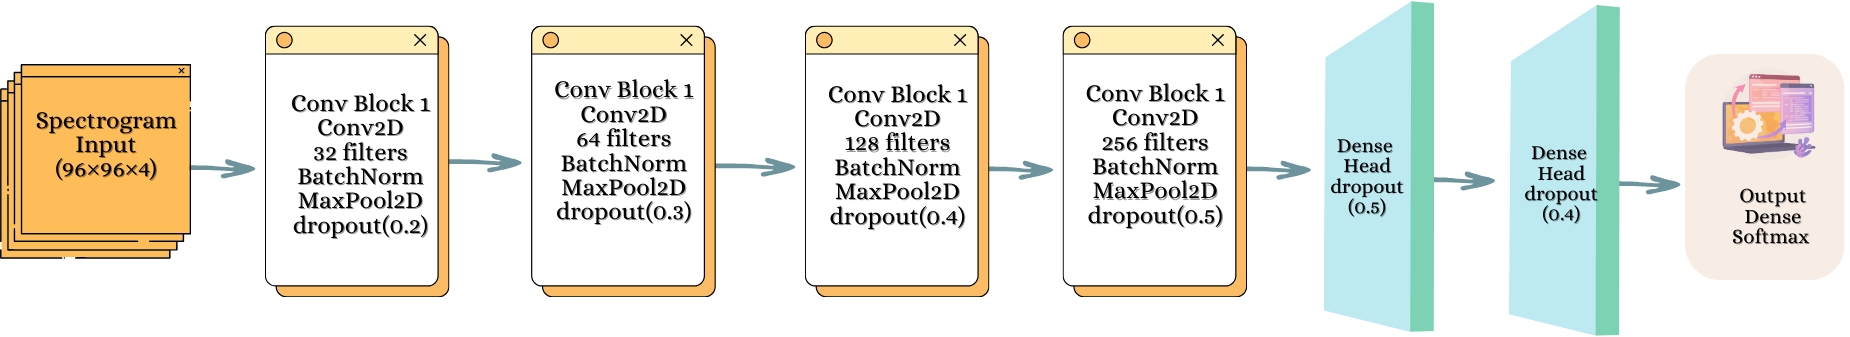 Spectrogram
Input
(96×96×4)
Conv Block 1
Conv2D
32 filters
BatchNorm
MaxPool2D
dropout(0.2)
Conv Block 1
Conv2D
64 filters
BatchNorm
MaxPool2D
dropout(0.3)
Conv Block 1
Conv2D
128 filters
BatchNorm
MaxPool2D
dropout(0.4)
Conv Block 1
Conv2D
256 filters
BatchNorm
MaxPool2D
dropout(0.5)
Dense
Head
dropout
(0.5)
Dense
Head
dropout
(0.4)
Output
Dense
Softmax